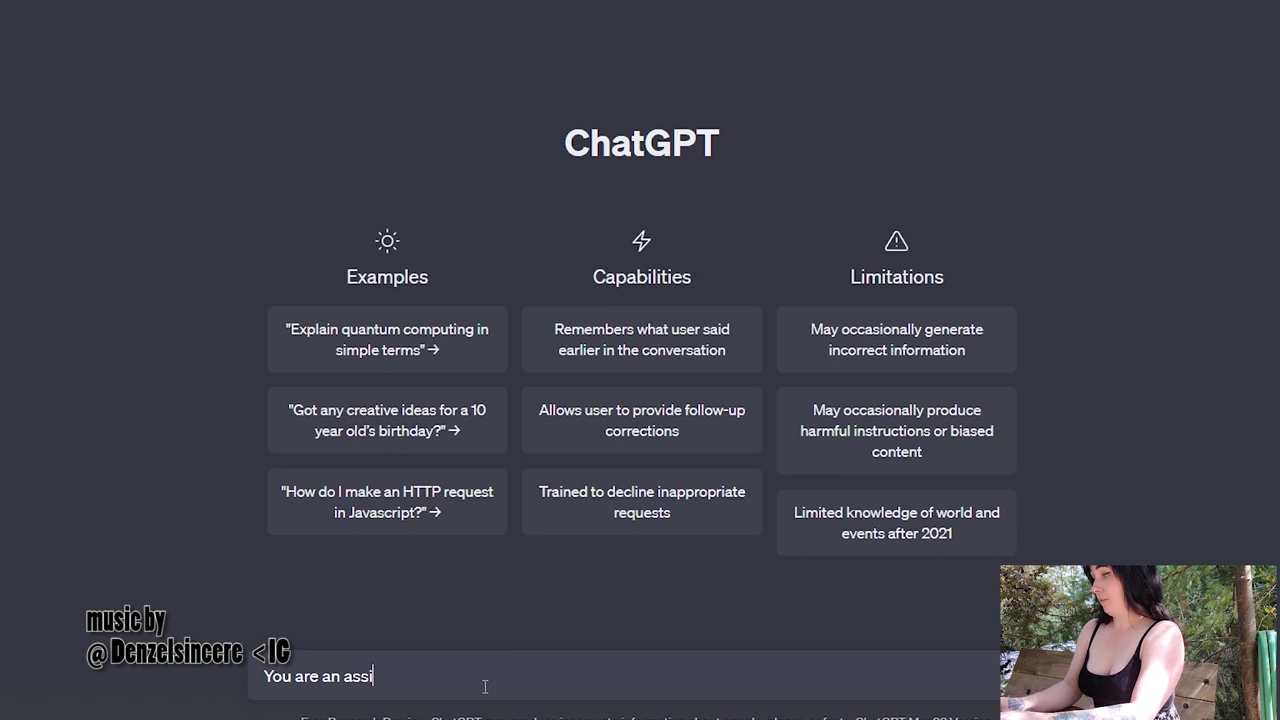 ChatGPT
Examples
"Explain quantum computing in
simple terms" →
"Got any creative ideas for a 10
year old's birthday?" →
"How do I make an HTTP request
in Javascript?" →
Capabilities
Remembers what user said
earlier in the conversation
Allows user to provide follow-up
corrections
Trained to decline inappropriate
requests
Limitations
May occasionally generate
incorrect information
May occasionally produce
harmful instructions or biased
content
Limited knowledge of world and
events after 2021
music by
@Denzelsincere <IG
You are an assi